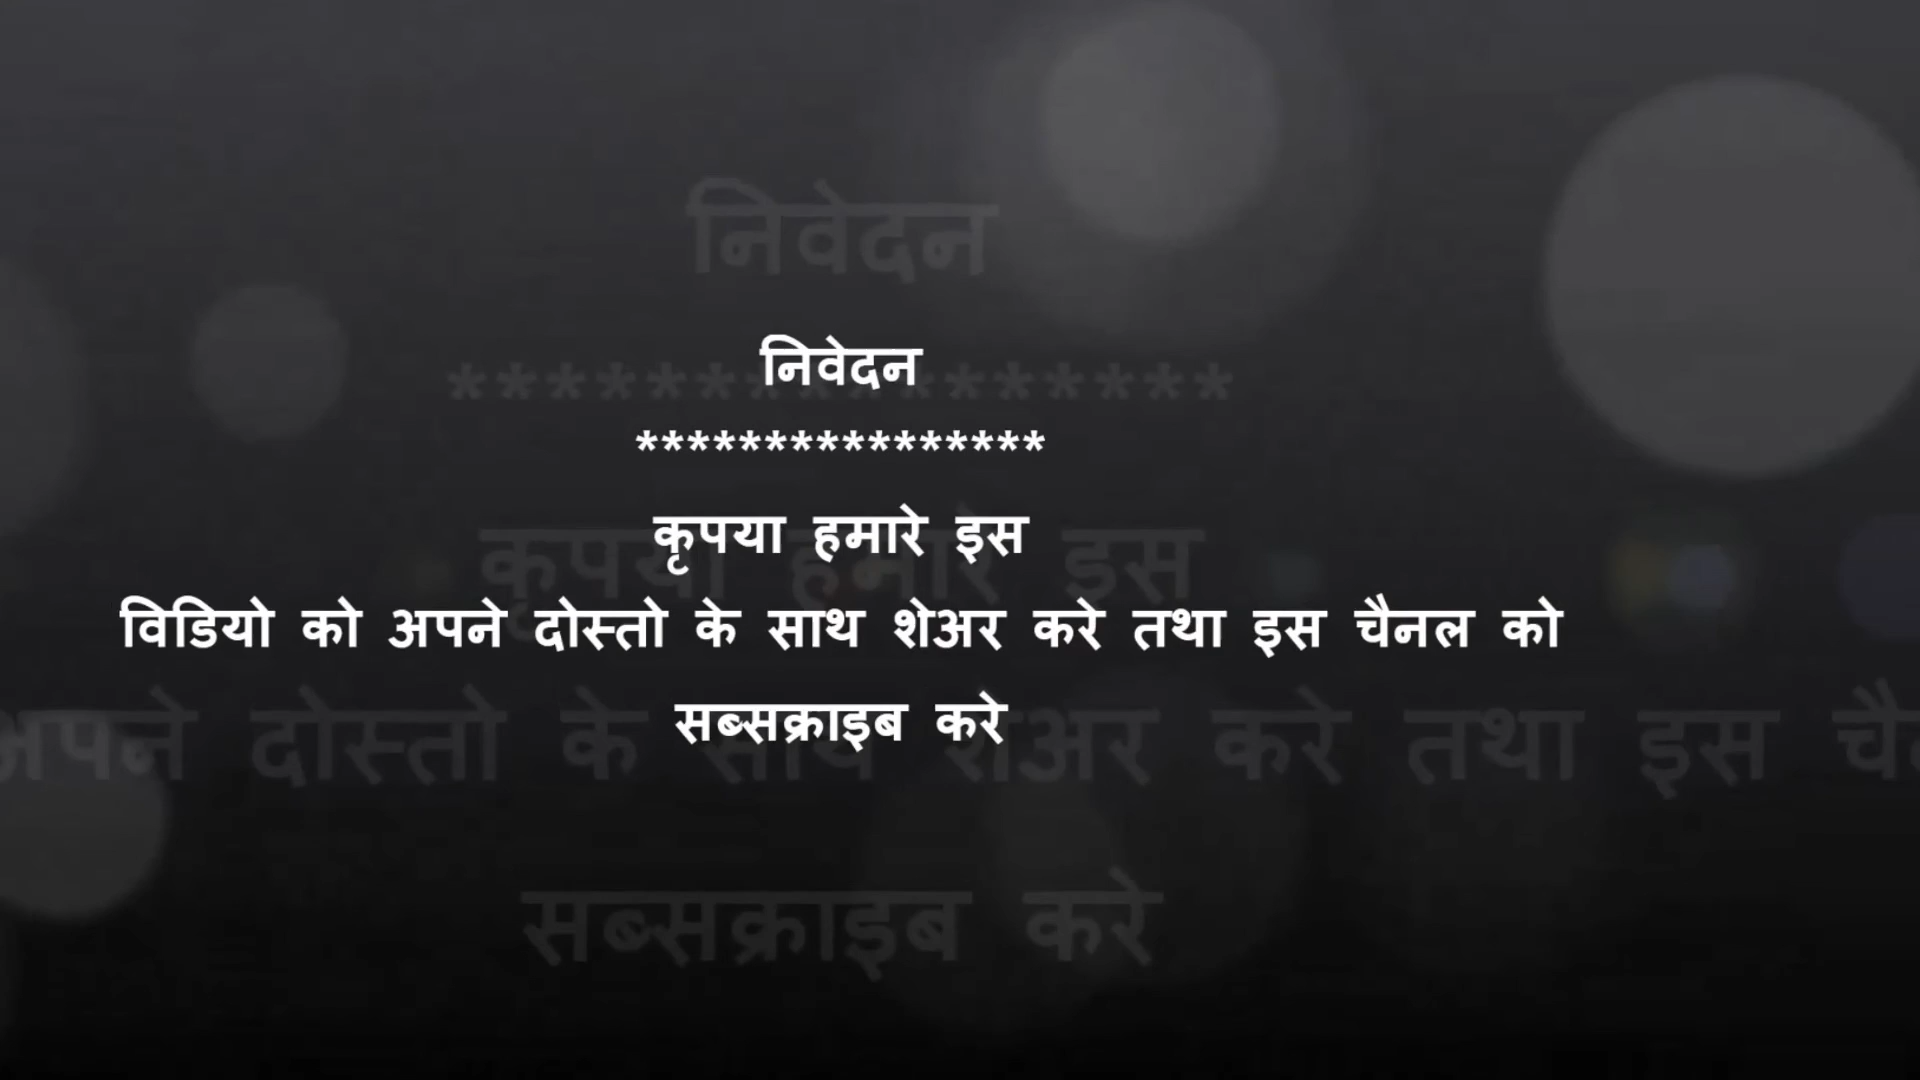 निवेदन
****************
कृपया हमारे इस
विडियो को अपने दोस्तो के साथ शेअर करे तथा इस चैनल को
सब्सक्राइब करे